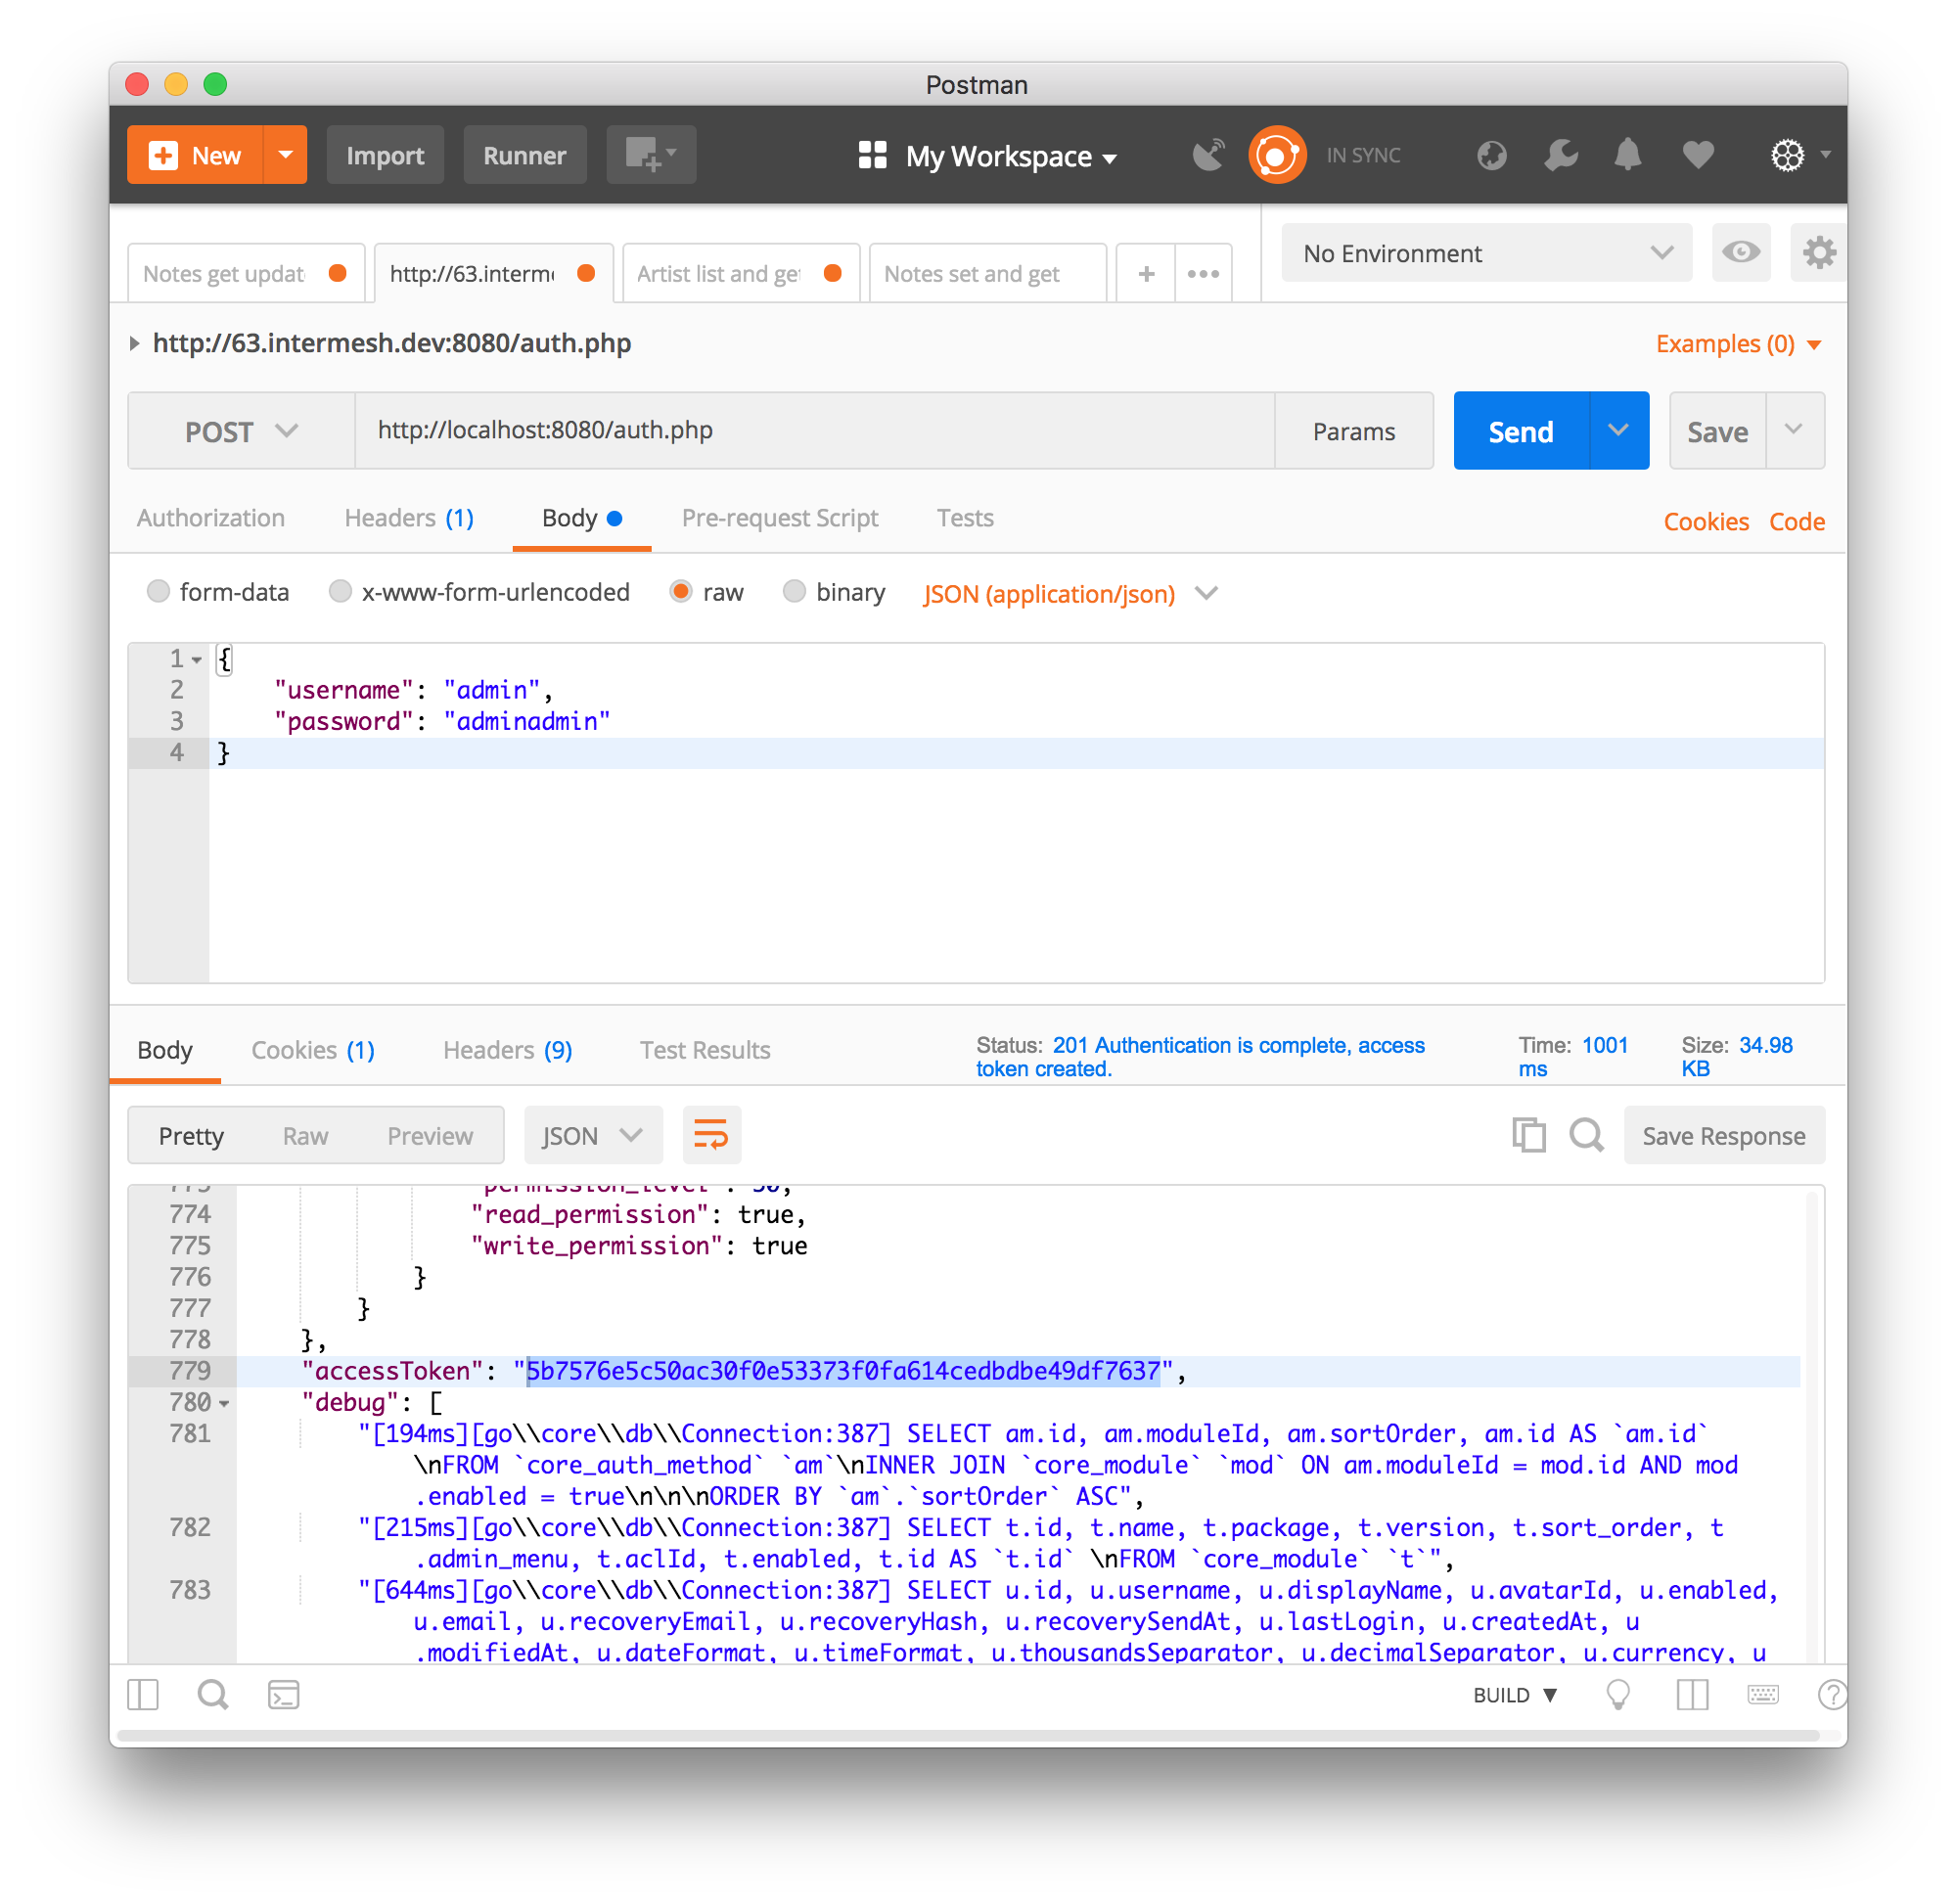 Postman
New
Import
Runner
My Workspace
IN SYNC
Notes get updat
http://63.interme
Artist list and get
Notes set and get
No Environment
http://63.intermesh.dev:8080/auth.php
Examples (0)
POST
http://localhost:8080/auth.php
Params
Send
Save
Authorization
Headers (1)
Body
Pre-request Script
Tests
Cookies
Code
form-data
x-www-form-urlencoded
raw
binary
JSON (application/json)
1 {
2 "username": "admin",
3 "password": "adminadmin"
4 }
Body
Cookies (1)
Headers (9)
Test Results
Status: 201 Authentication is complete, access
token created.
Time: 1001
ms
Size: 34.98
KB
Pretty
Raw
Preview
JSON
Save Response
774 "read_permission": true,
775 "write_permission": true
776 }
777 }
778 },
779 "accessToken": "5b7576e5c50ac30f0e53373f0fa614cedbdbe49df7637",
780 "debug": [
781 "[194ms][go\\core\\db\\Connection:387] SELECT am.id, am.moduleId, am.sortOrder, am.id AS `am.id`
\nFROM `core_auth_method` `am`\nINNER JOIN `core_module` `mod` ON am.moduleId = mod.id AND mod
.enabled = true\n\n\nORDER BY `am`.`sortOrder` ASC",
782 "[215ms][go\\core\\db\\Connection:387] SELECT t.id, t.name, t.package, t.version, t.sort_order, t
.admin_menu, t.aclId, t.enabled, t.id AS `t.id` \nFROM `core_module` `t`",
783 "[644ms][go\\core\\db\\Connection:387] SELECT u.id, u.username, u.displayName, u.avatarId, u.enabled,
u.email, u.recoveryEmail, u.recoveryHash, u.recoverySendAt, u.lastLogin, u.createdAt, u
.modifiedAt, u.dateFormat, u.timeFormat, u.thousandsSeparator, u.decimalSeparator, u.currency, u
BUILD